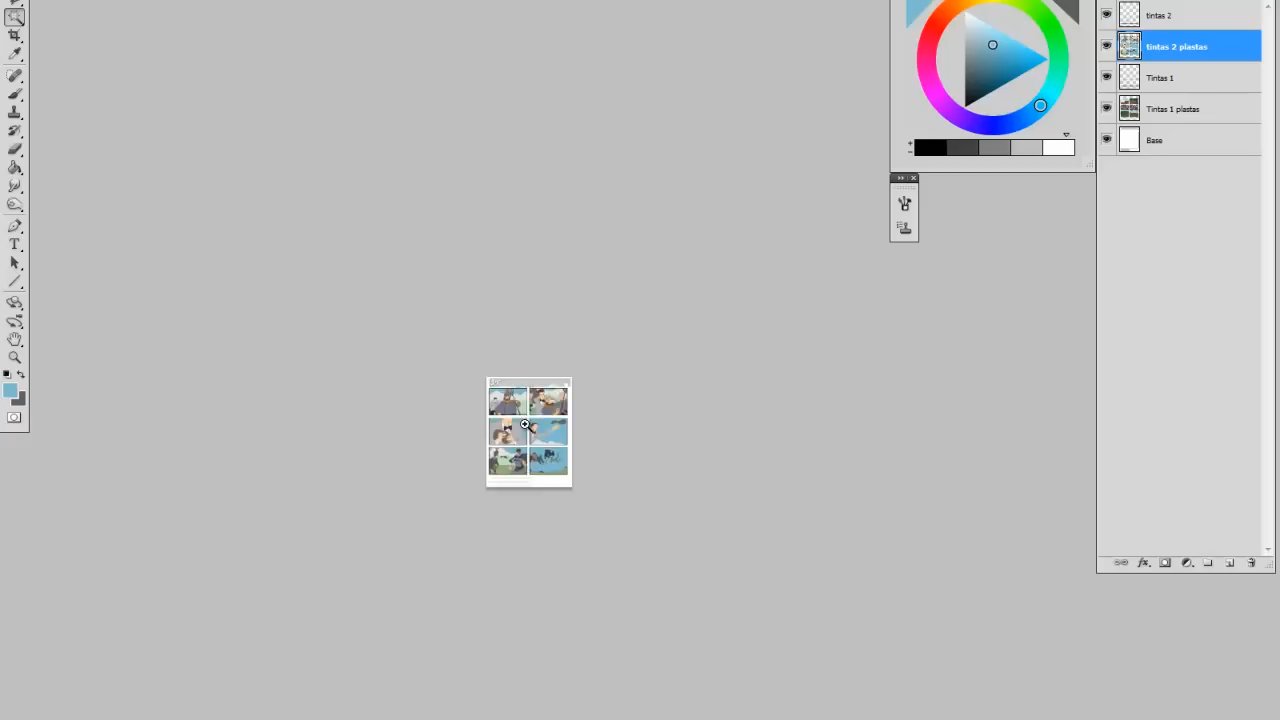 tintas 2
tintas 2 plastas
Tintas 1
Tintas 1 plastas
Base